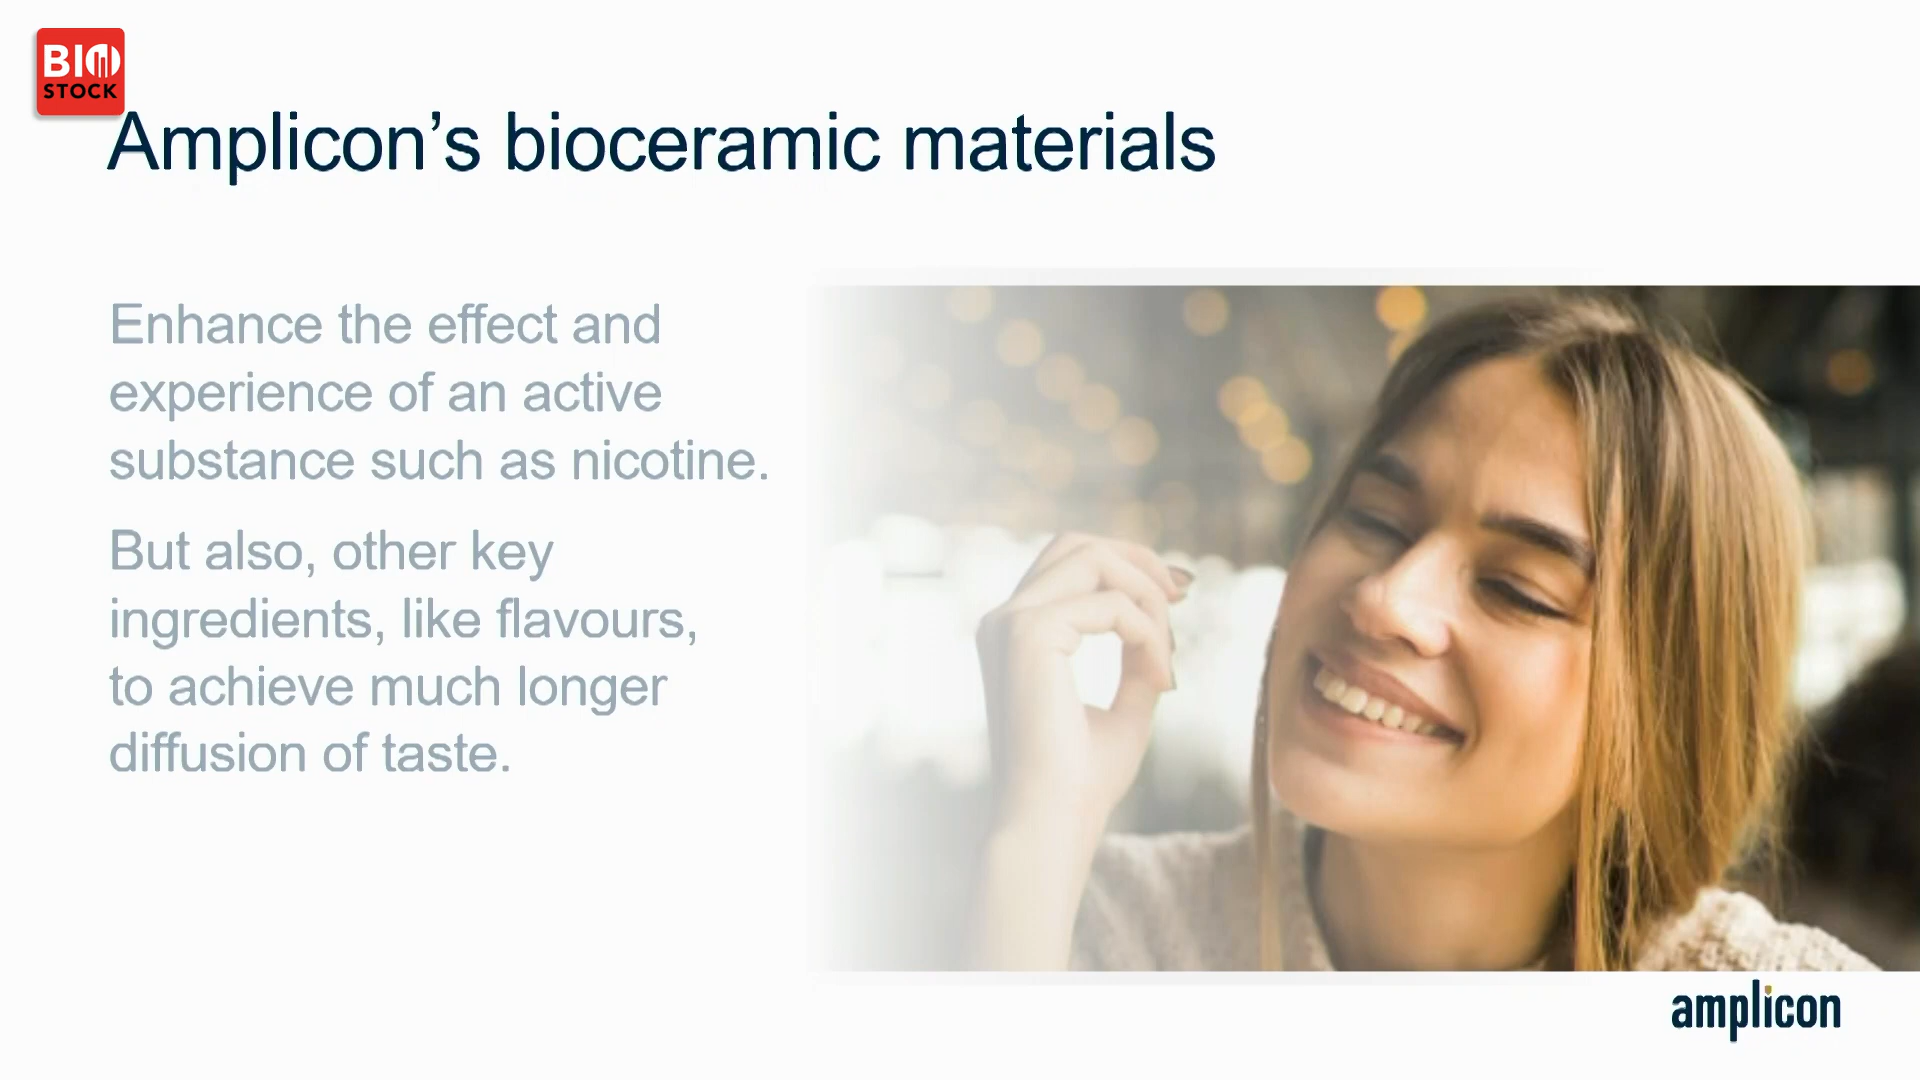 BIO
STOCK
Amplicon’s bioceramic materials
Enhance the effect and
experience of an active
substance such as nicotine.
But also, other key
ingredients, like flavours,
to achieve much longer
diffusion of taste.
amplicon